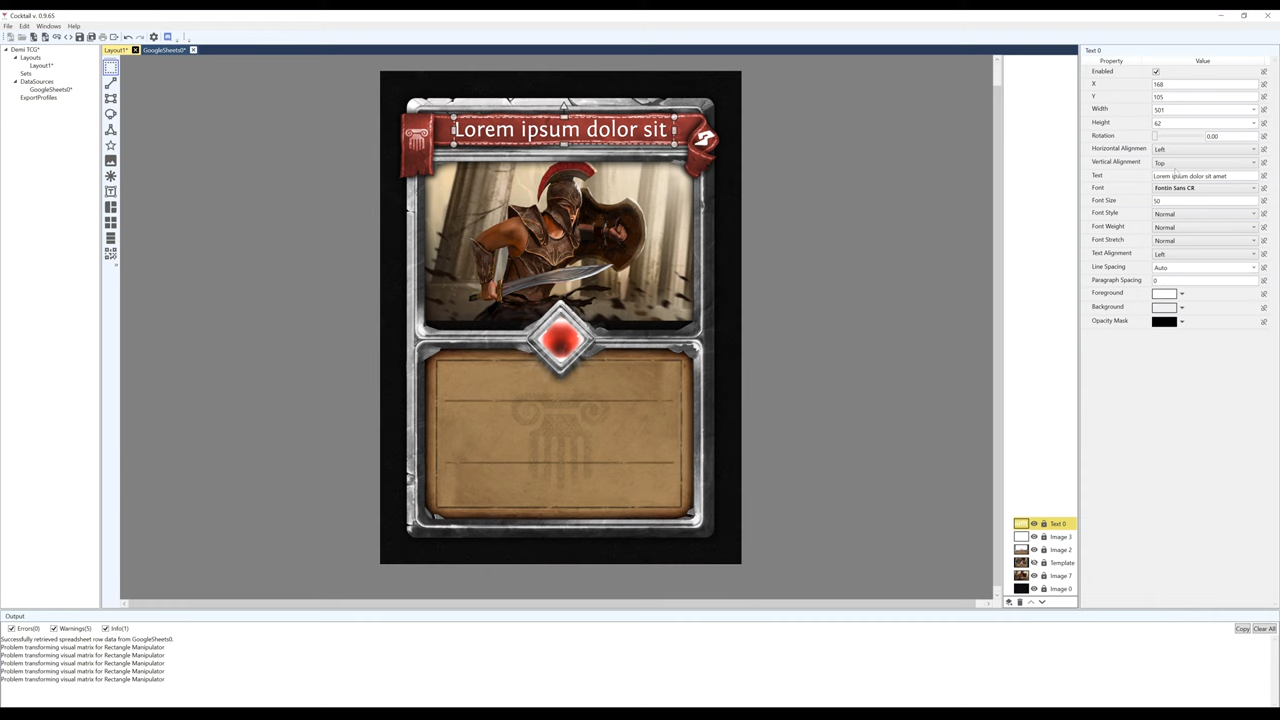 Cocktail v. 0.9.65
File Edit Windows Help
Demi TCG*
Layouts
Layout1*
Sets
DataSources
GoogleSheets0*
ExportProfiles
Layout1* GoogleSheets0*
Lorem ipsum dolor sit
Text 0
Property Value
Enabled
X 168
Y 105
Width 501
Height 62
Rotation 0.00
Horizontal Alignmen Left
Vertical Alignment Top
Text Lorem ipsum dolor sit amet
Font Fontin Sans CR
Font Size 50
Font Style Normal
Font Weight Normal
Font Stretch Normal
Text Alignment Left
Line Spacing Auto
Paragraph Spacing 0
Foreground
Background
Opacity Mask
Text 0
Image 3
Image 2
Template
Image 7
Image 0
Output
Errors(0) Warnings(5) Info(1) Copy Clear All
Successfully retrieved spreadsheet row data from GoogleSheets0.
Problem transforming visual matrix for Rectangle Manipulator
Problem transforming visual matrix for Rectangle Manipulator
Problem transforming visual matrix for Rectangle Manipulator
Problem transforming visual matrix for Rectangle Manipulator
Problem transforming visual matrix for Rectangle Manipulator